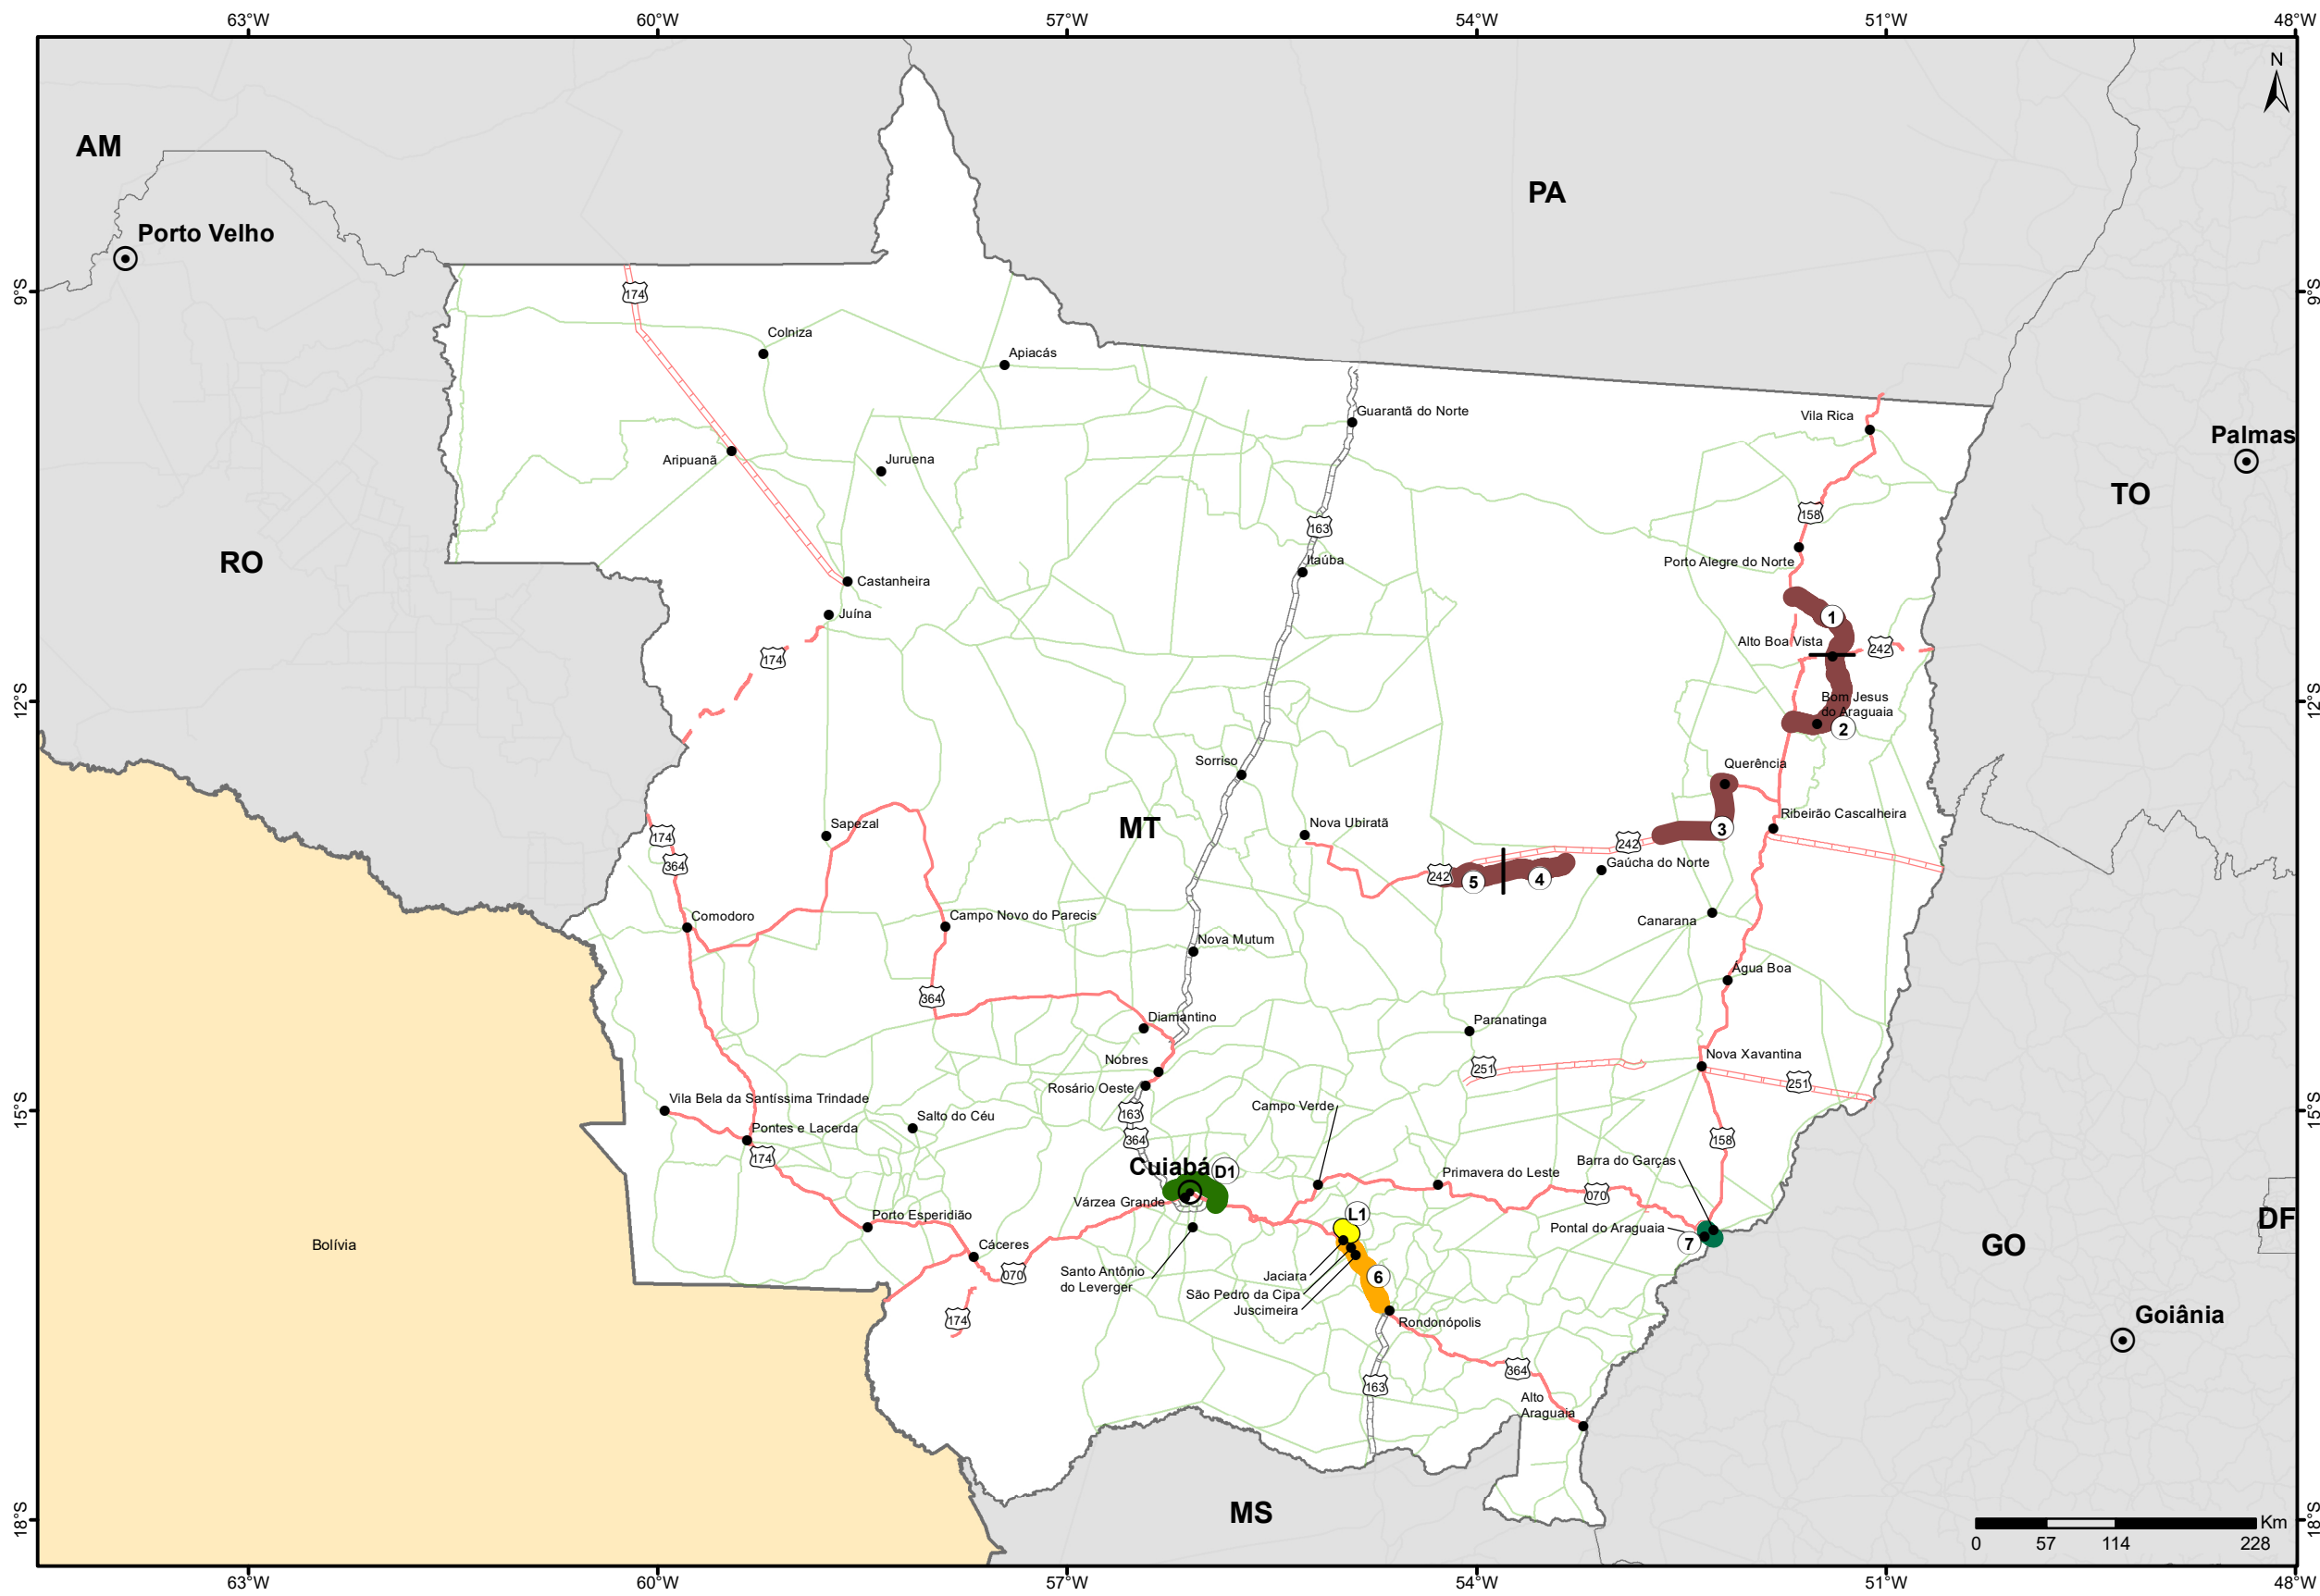 63°W
60°W
57°W
54°W
51°W
48°W
N
AM
PA
Porto Velho
9°S
9°S
174
Colniza
Apiacás
Guarantã do Norte
Vila Rica
Palmas
Aripuanã
Juruena
TO
158
163
RO
Itaúba
Porto Alegre do Norte
Castanheira
Juína
1
Alto Boa Vista
242
174
12°S
12°S
Bom Jesus
do Araguaia
2
Sorriso
Querência
Ribeirão Cascalheira
Sapezal
MT
Nova Ubiratã
3
174
242
364
Gaúcha do Norte
242
5
4
Comodoro
Campo Novo do Parecis
Canarana
Nova Mutum
Água Boa
364
Diamantino
Paranatinga
Nobres
Nova Xavantina
251
251
Rosário Oeste
Vila Bela da Santíssima Trindade
15°S
15°S
163
Campo Verde
Salto do Céu
Pontes e Lacerda
364
158
174
Cuiabá
D1
Barra do Garças
Primavera do Leste
070
Várzea Grande
L1
Porto Esperidião
Pontal do Araguaia
DF
7
Bolívia
Cáceres
GO
070
Santo Antônio
do Leverger
Jaciara
6
São Pedro da Cipa
Juscimeira
174
Rondonópolis
Goiânia
364
163
Alto
Araguaia
MS
18°S
18°S
Km
0
57
114
228
63°W
60°W
57°W
54°W
51°W
48°W